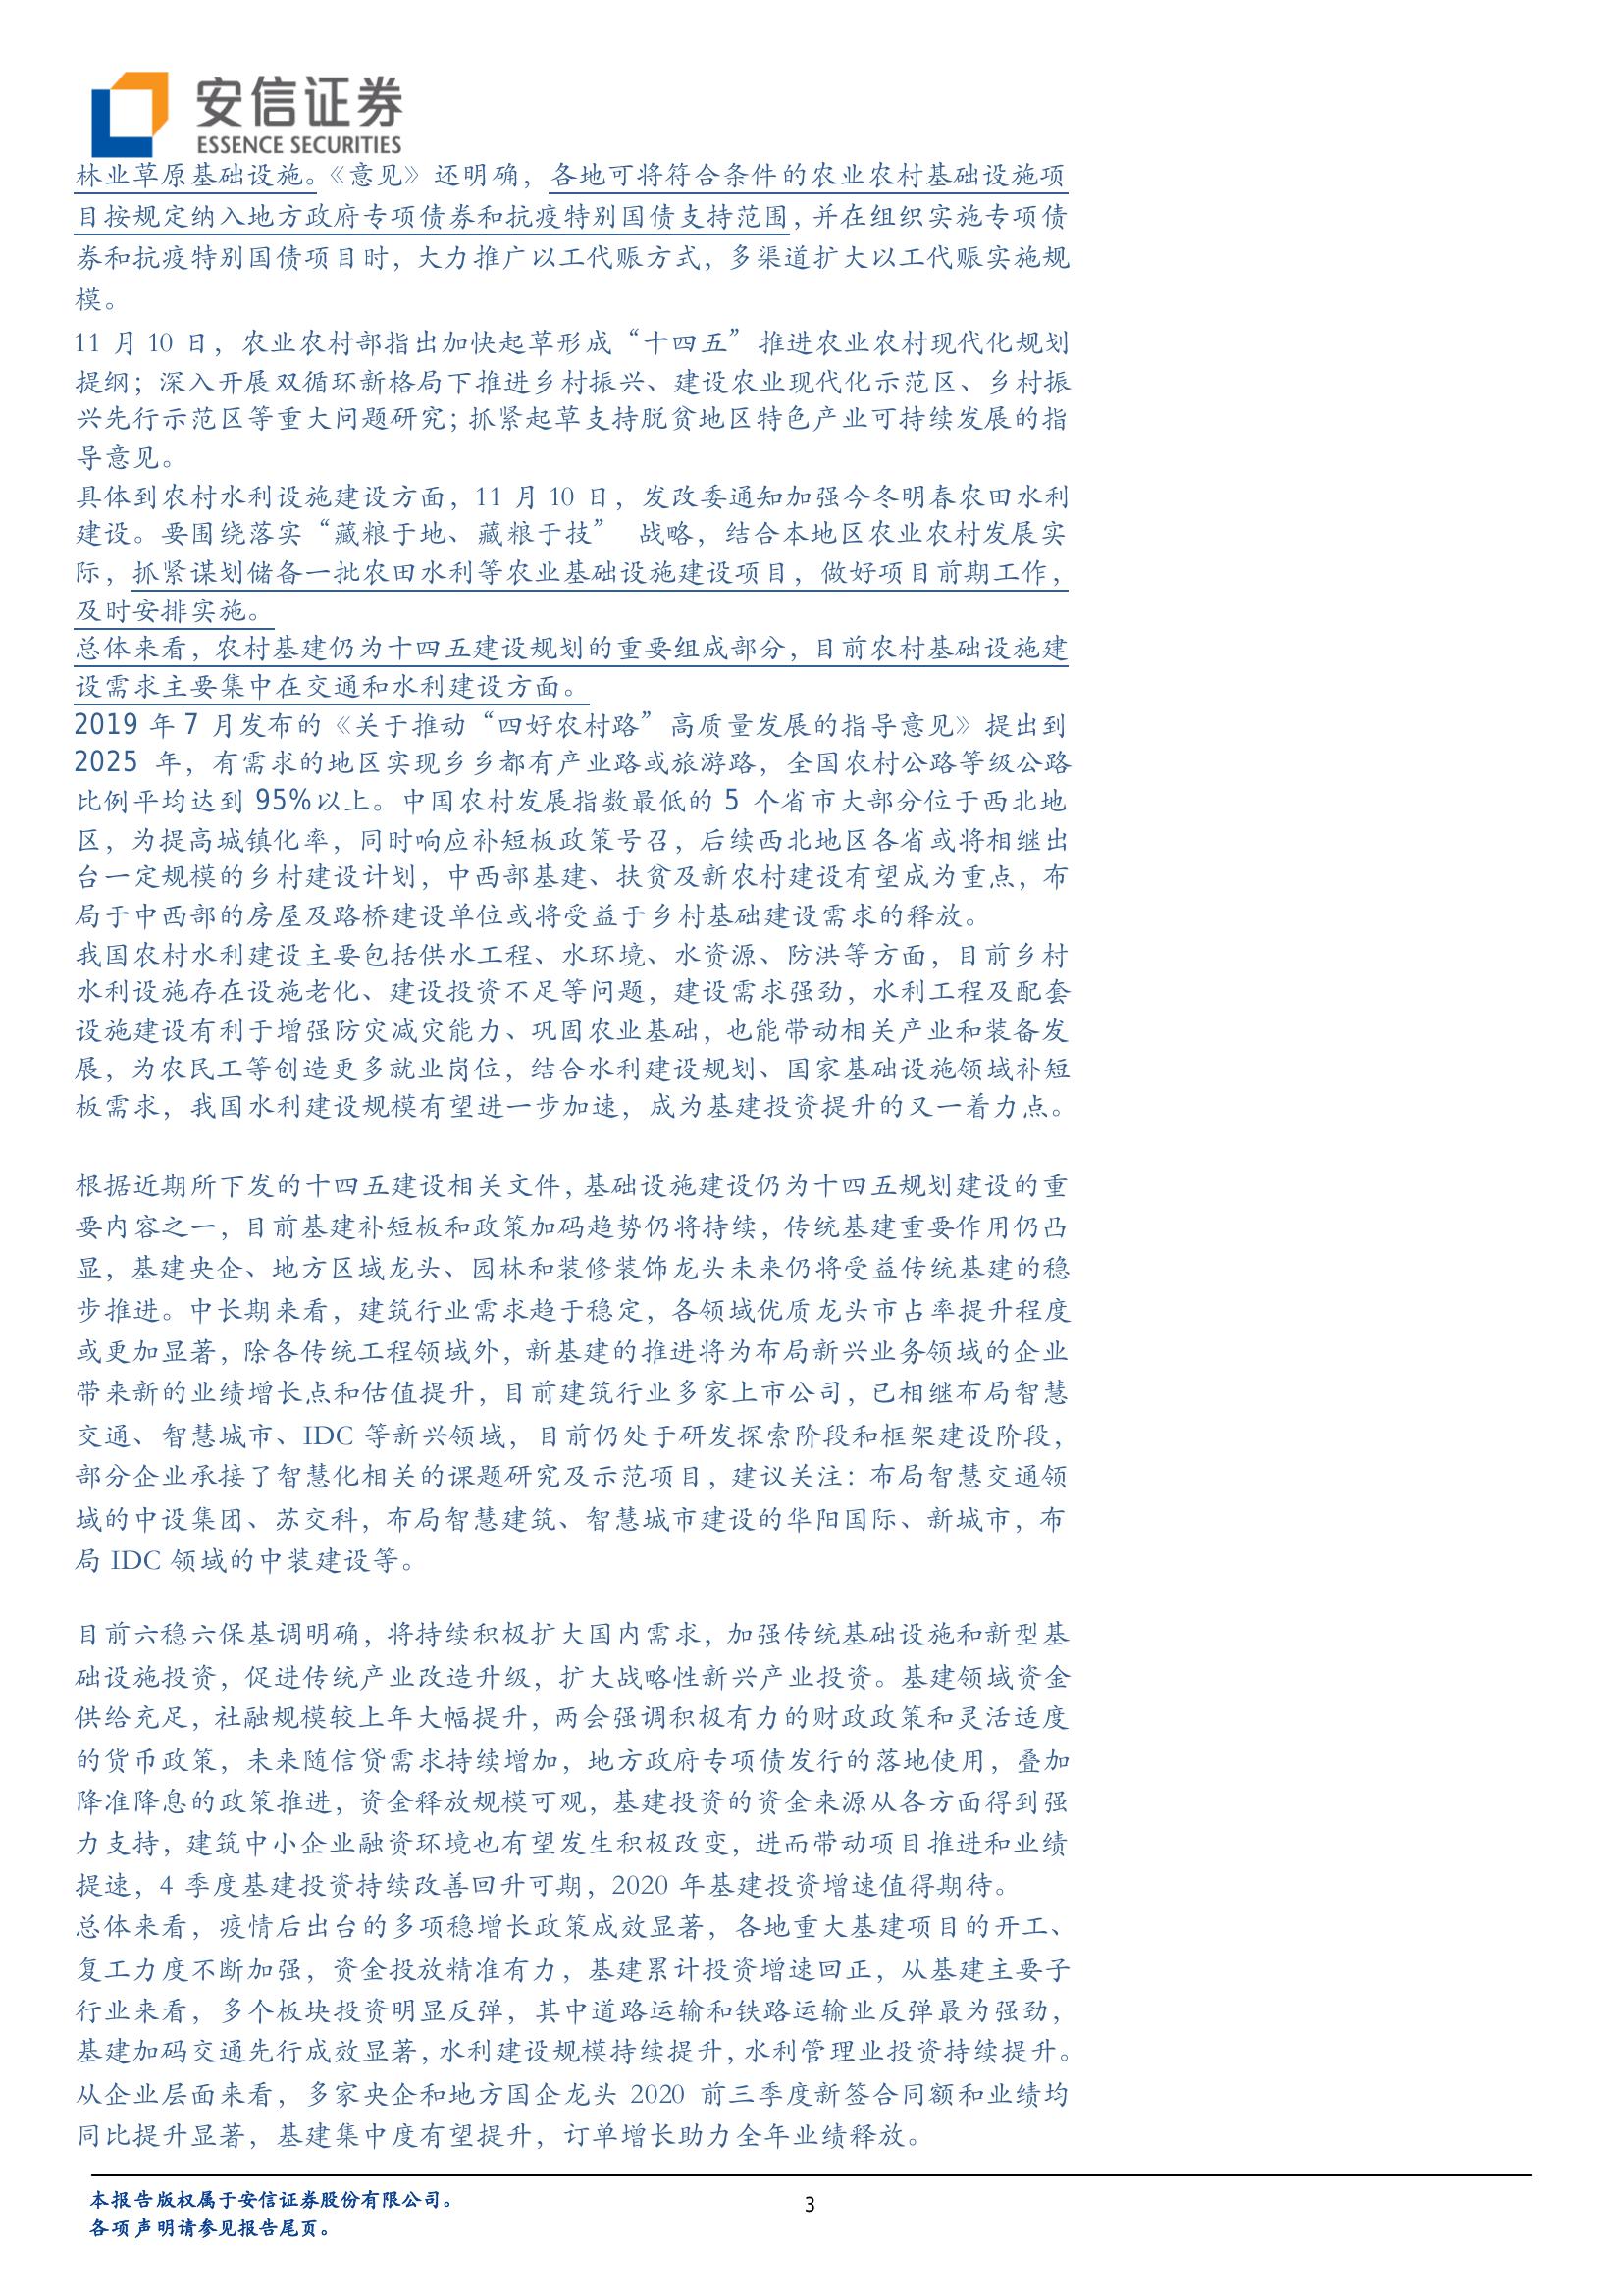 安信证券
ESSENCE SECURITIES
林业草原基础设施。《意见》还明确，各地可将符合条件的农业农村基础设施项
目按规定纳入地方政府专项债券和抗疫特别国债支持范围，并在组织实施专项债
券和抗疫特别国债项目时，大力推广以工代赈方式，多渠道扩大以工代赈实施规
模。
11 月 10 日，农业农村部指出加快起草形成“十四五”推进农业农村现代化规划
提纲；深入开展双循环新格局下推进乡村振兴、建设农业现代化示范区、乡村振
兴先行示范区等重大问题研究；抓紧起草支持脱贫地区特色产业可持续发展的指
导意见。
具体到农村水利设施建设方面，11 月 10 日，发改委通知加强今冬明春农田水利
建设。要围绕落实“藏粮于地、藏粮于技” 战略，结合本地区农业农村发展实
际，抓紧谋划储备一批农田水利等农业基础设施建设项目，做好项目前期工作，
及时安排实施。
总体来看，农村基建仍为十四五建设规划的重要组成部分，目前农村基础设施建
设需求主要集中在交通和水利建设方面。
2019 年 7 月发布的《关于推动“四好农村路”高质量发展的指导意见》提出到
2025 年，有需求的地区实现乡乡都有产业路或旅游路，全国农村公路等级公路
比例平均达到 95%以上。中国农村发展指数最低的 5 个省市大部分位于西北地
区，为提高城镇化率，同时响应补短板政策号召，后续西北地区各省或将相继出
台一定规模的乡村建设计划，中西部基建、扶贫及新农村建设有望成为重点，布
局于中西部的房屋及路桥建设单位或将受益于乡村基础建设需求的释放。
我国农村水利建设主要包括供水工程、水环境、水资源、防洪等方面，目前乡村
水利设施存在设施老化、建设投资不足等问题，建设需求强劲，水利工程及配套
设施建设有利于增强防灾减灾能力、巩固农业基础，也能带动相关产业和装备发
展，为农民工等创造更多就业岗位，结合水利建设规划、国家基础设施领域补短
板需求，我国水利建设规模有望进一步加速，成为基建投资提升的又一着力点。
根据近期所下发的十四五建设相关文件，基础设施建设仍为十四五规划建设的重
要内容之一，目前基建补短板和政策加码趋势仍将持续，传统基建重要作用仍凸
显，基建央企、地方区域龙头、园林和装修装饰龙头未来仍将受益传统基建的稳
步推进。中长期来看，建筑行业需求趋于稳定，各领域优质龙头市占率提升程度
或更加显著，除各传统工程领域外，新基建的推进将为布局新兴业务领域的企业
带来新的业绩增长点和估值提升，目前建筑行业多家上市公司，已相继布局智慧
交通、智慧城市、IDC 等新兴领域，目前仍处于研发探索阶段和框架建设阶段，
部分企业承接了智慧化相关的课题研究及示范项目，建议关注：布局智慧交通领
域的中设集团、苏交科，布局智慧建筑、智慧城市建设的华阳国际、新城市，布
局 IDC 领域的中装建设等。
目前六稳六保基调明确，将持续积极扩大国内需求，加强传统基础设施和新型基
础设施投资，促进传统产业改造升级，扩大战略性新兴产业投资。基建领域资金
供给充足，社融规模较上年大幅提升，两会强调积极有力的财政政策和灵活适度
的货币政策，未来随信贷需求持续增加，地方政府专项债发行的落地使用，叠加
降准降息的政策推进，资金释放规模可观，基建投资的资金来源从各方面得到强
力支持，建筑中小企业融资环境也有望发生积极改变，进而带动项目推进和业绩
提速，4 季度基建投资持续改善回升可期，2020 年基建投资增速值得期待。
总体来看，疫情后出台的多项稳增长政策成效显著，各地重大基建项目的开工、
复工力度不断加强，资金投放精准有力，基建累计投资增速回正，从基建主要子
行业来看，多个板块投资明显反弹，其中道路运输和铁路运输业反弹最为强劲，
基建加码交通先行成效显著，水利建设规模持续提升，水利管理业投资持续提升。
从企业层面来看，多家央企和地方国企龙头 2020 前三季度新签合同额和业绩均
同比提升显著，基建集中度有望提升，订单增长助力全年业绩释放。
本报告版权属于安信证券股份有限公司。
3
各项声明请参见报告尾页。